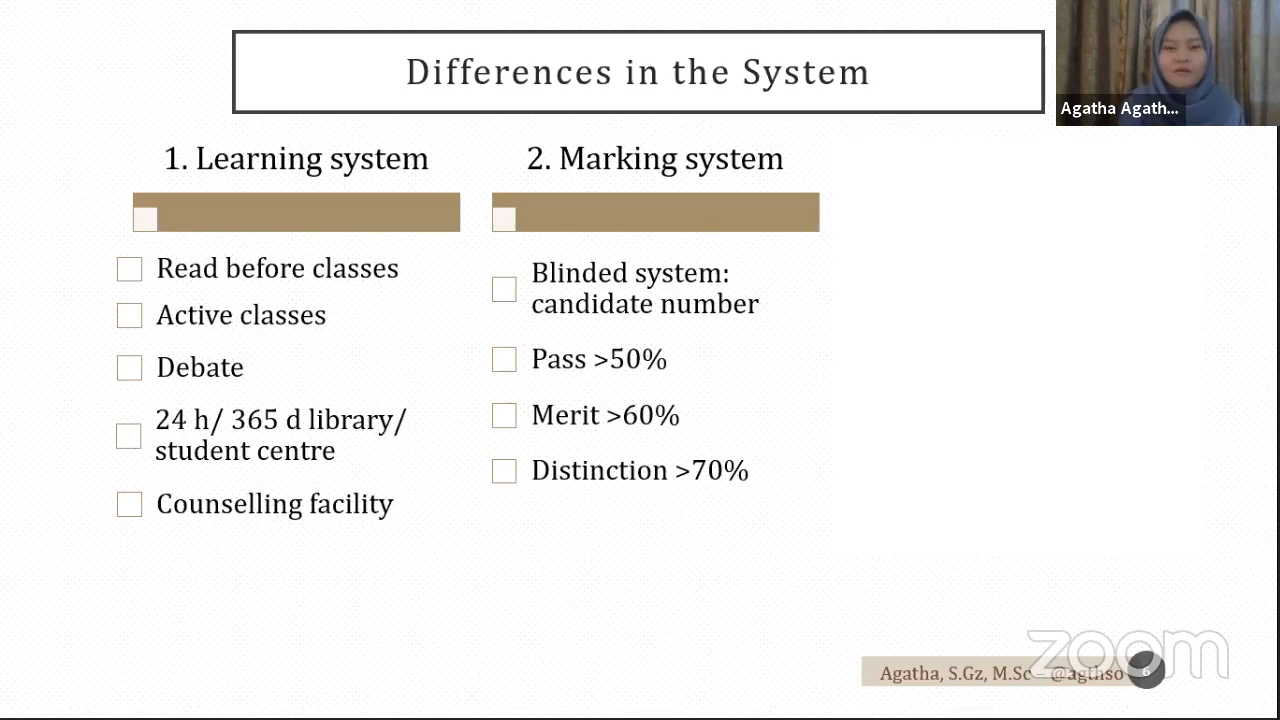 Differences in the System
Agatha Agath...
1. Learning system
Read before classes
Active classes
Debate
24 h/ 365 d library/
student centre
Counselling facility
2. Marking system
Blinded system:
candidate number
Pass >50%
Merit >60%
Distinction >70%
Agatha, S.Gz, M.Sc – @agthso
6
zoom